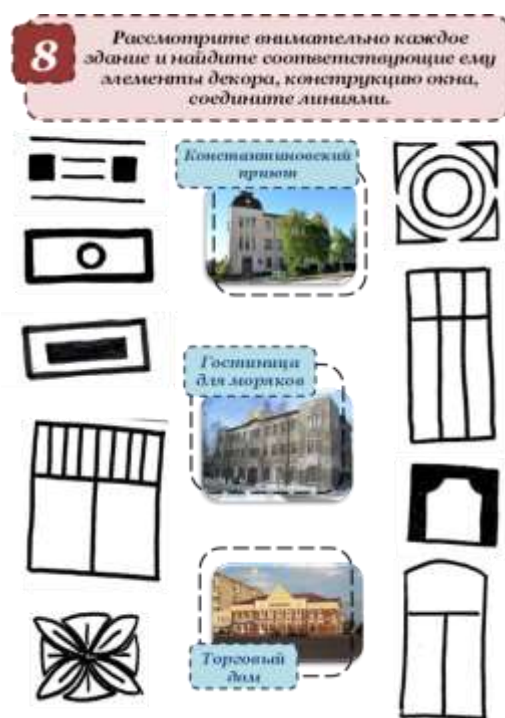 8
Рассмотрите внимательно каждое
здание и найдите соответствующие ему
элементы декора, конструкцию окна,
соедините линиями.
Константиновский
приют
Гостиница
для моряков
Торговый
дом